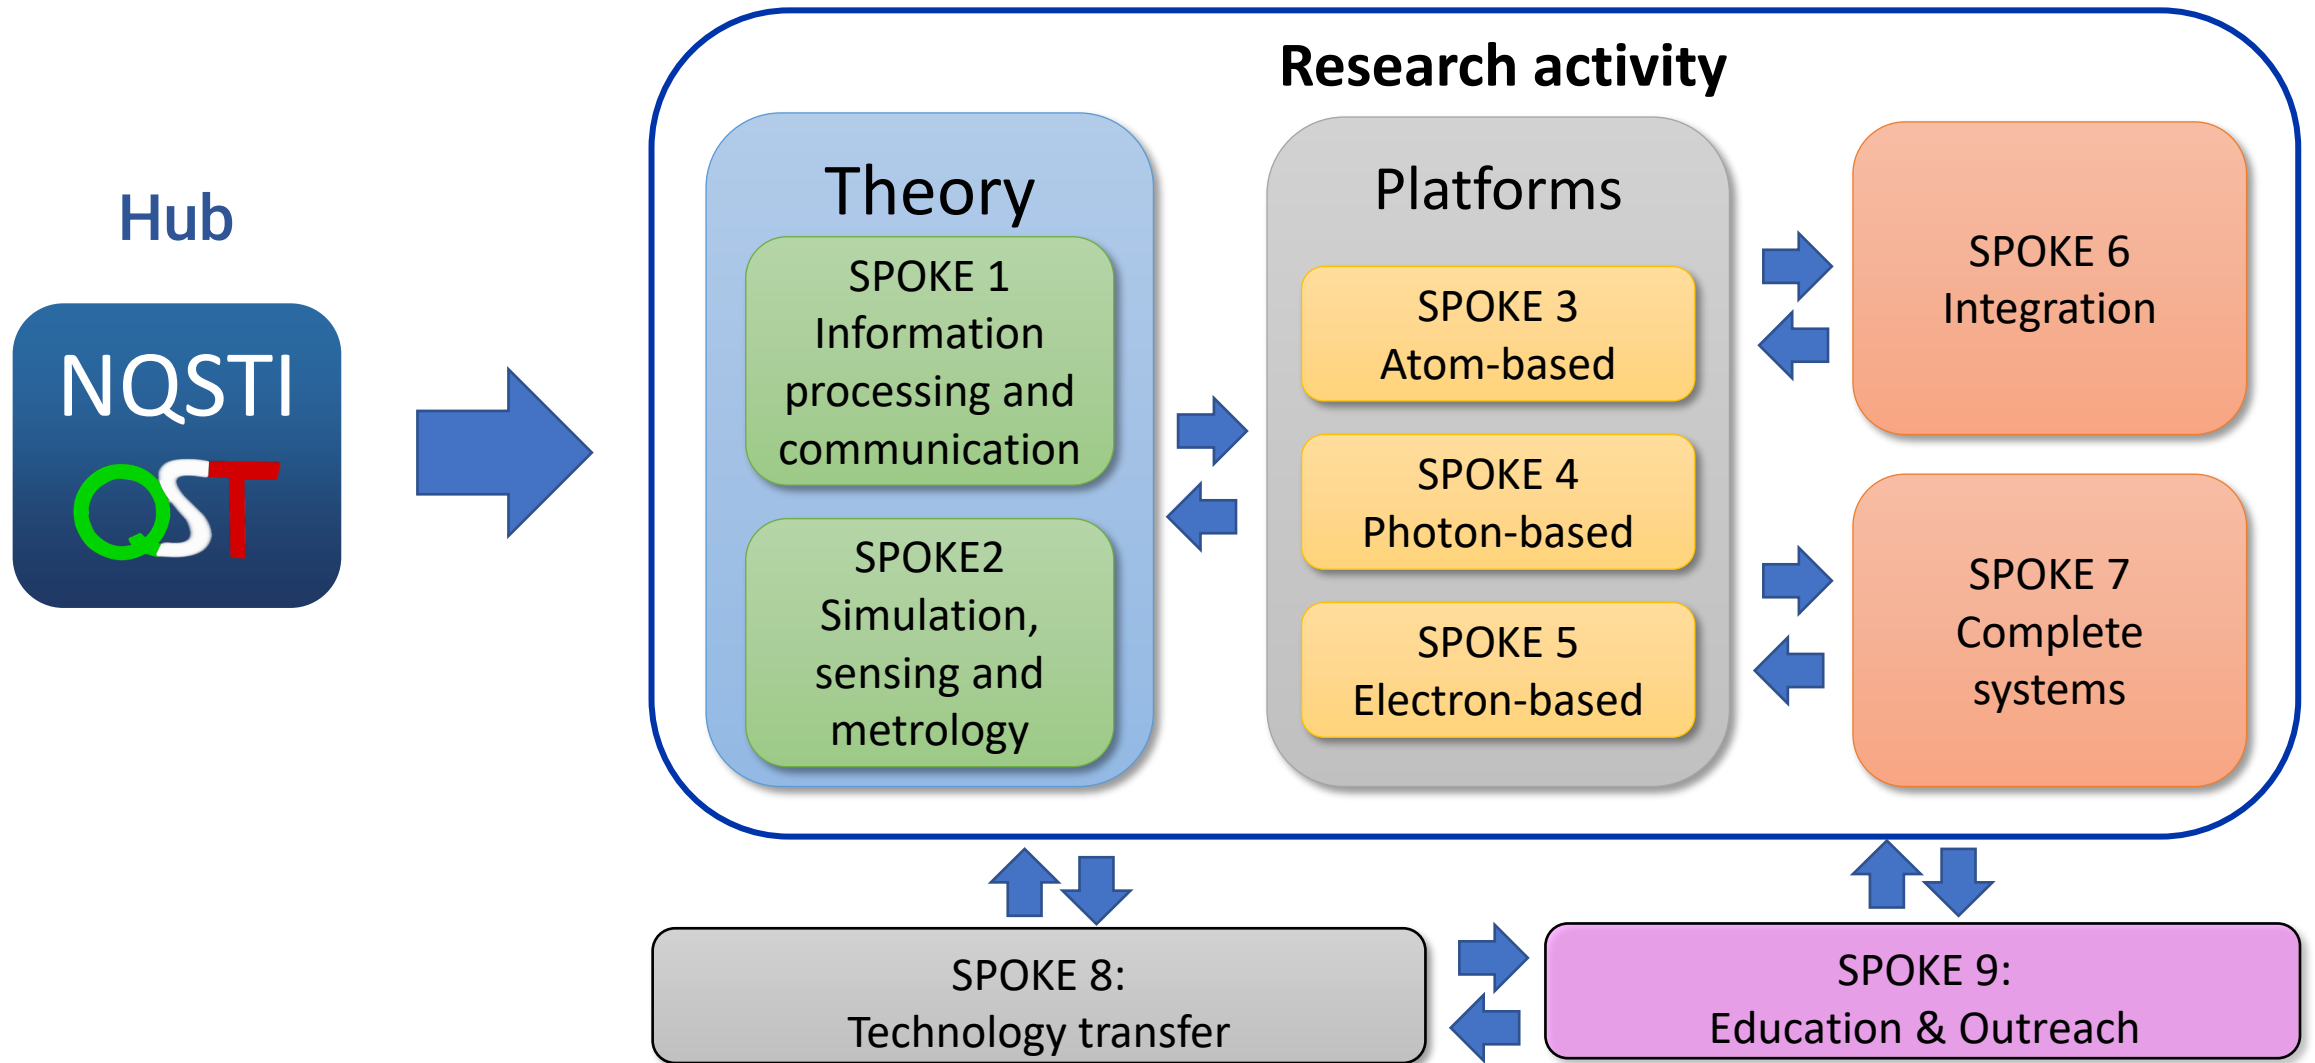 Research activity
Hub
NQSTI
QST
Theory
SPOKE 1
Information
processing and
communication
SPOKE2
Simulation,
sensing and
metrology
Platforms
SPOKE 3
Atom-based
SPOKE 4
Photon-based
SPOKE 5
Electron-based
SPOKE 6
Integration
SPOKE 7
Complete
systems
SPOKE 8:
Technology transfer
SPOKE 9:
Education & Outreach